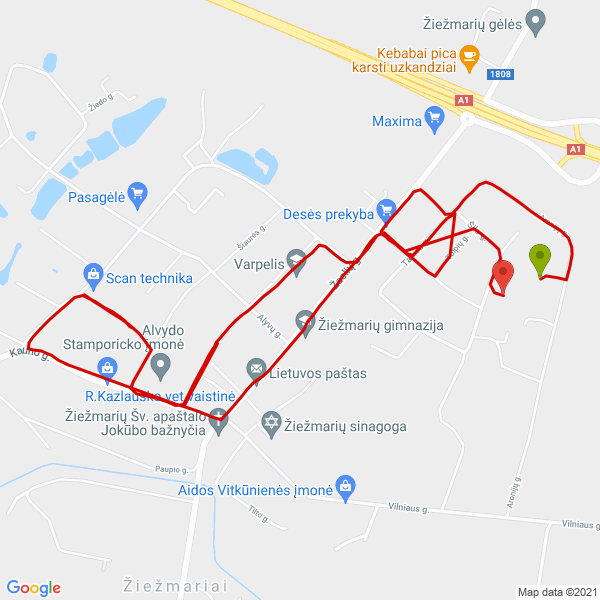 Žiežmarių gėlės
Kebabai pica
karsti uzkandziai
1808
A1
Maxima
A1
Žiedo g.
Pasagėlė
Desės prekyba
Šiaurės g.
Varpelis
Scan technika
Žaslių g.
Alyvų g.
Žiežmarių gimnazija
Alvydo
Stamporicko įmonė
Kauno g.
Lietuvos paštas
R.Kazlausko vet.vaistinė
Žiežmarių Šv. apaštalo
Jokūbo bažnyčia
Žiežmarių sinagoga
Paupio g.
Aidos Vitkūnienės įmonė
Tilto g.
Vilniaus g.
Aronijų g.
Vilniaus g.
Žiežmariai
Google
Map data ©2021